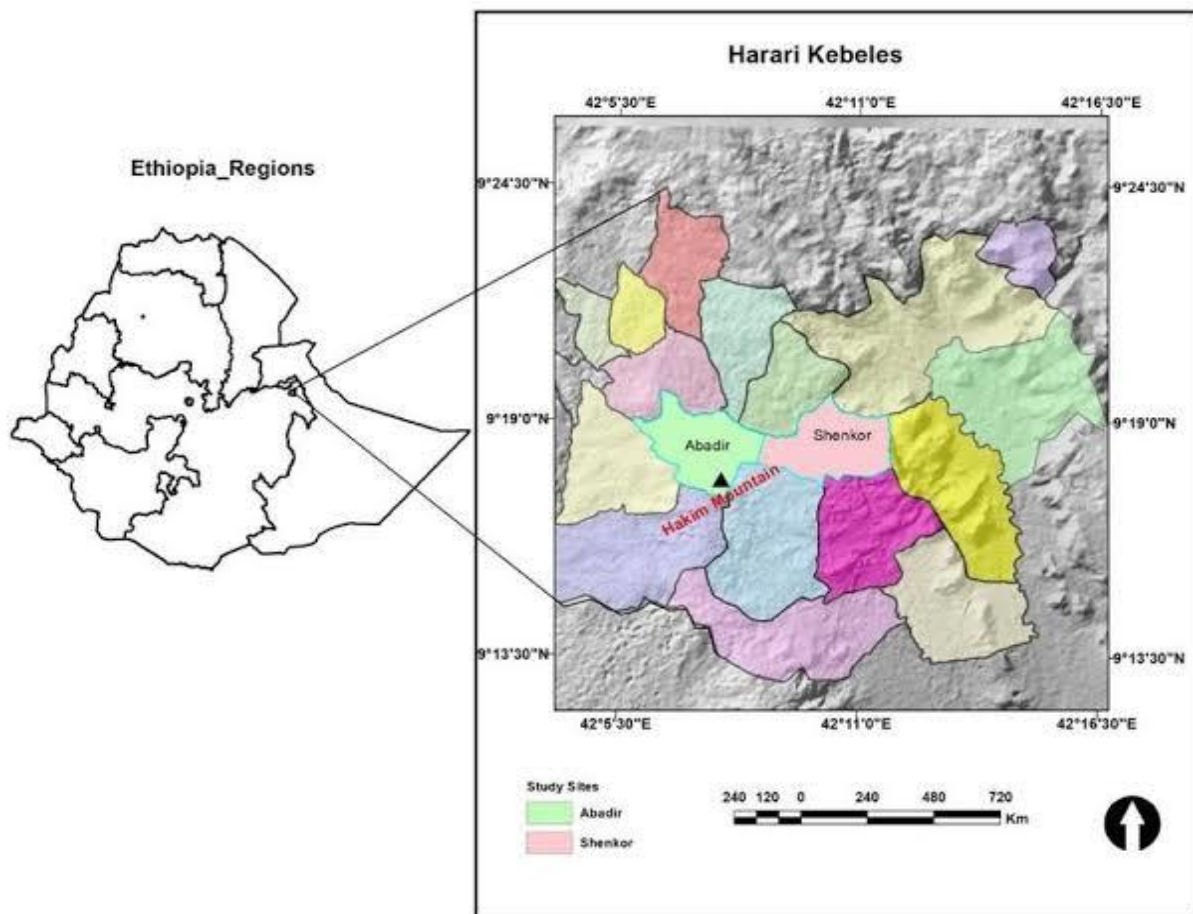 Harari Kebeles
42°5'30"E 42°11'0"E 42°16'30"E
Ethiopia_Regions
9°24'30"N 9°24'30"N
9°19'0"N 9°19'0"N
Abadir Shenkor
Hakim Mountain
9°13'30"N 9°13'30"N
42°5'30"E 42°11'0"E 42°16'30"E
Study Sites
Abadir
Shenkor
240 120 0 240 480 720
Km